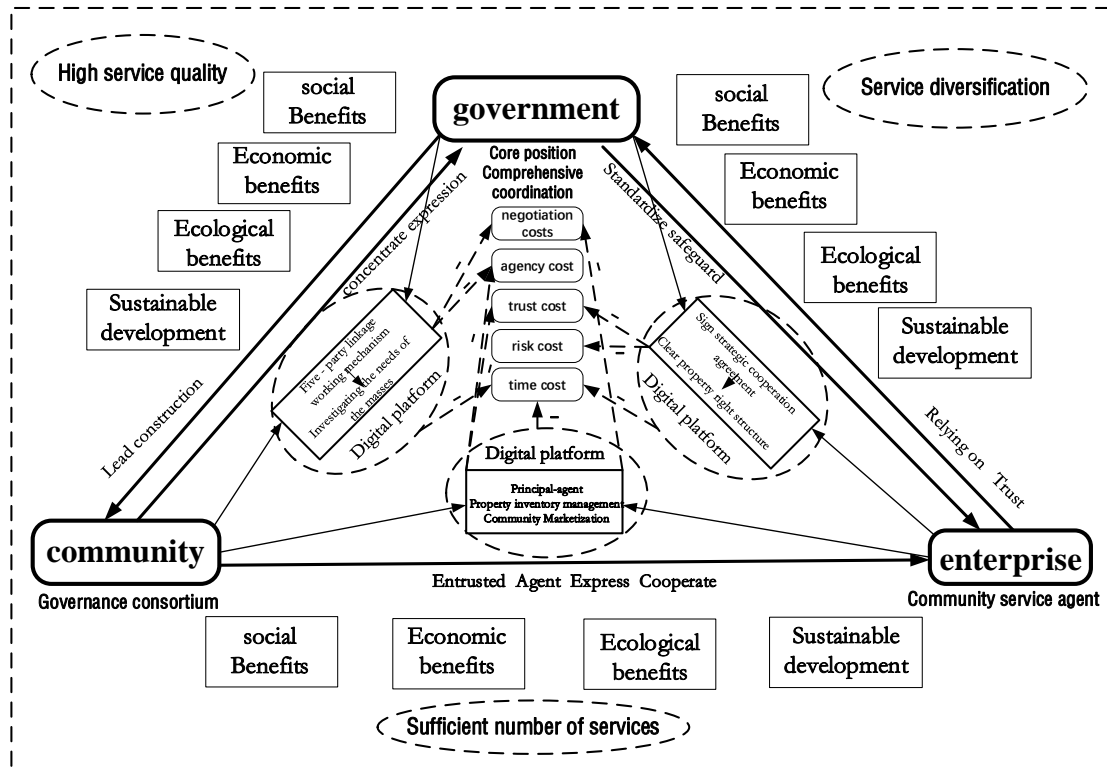 High service quality
social
Benefits
government
social
Benefits
Service diversification
Economic
benefits
Core position
Comprehensive
coordination
Economic
benefits
Ecological
benefits
concentrate expression
negotiation
costs
Standardize safeguard
Ecological
benefits
Sustainable
development
agency cost
trust cost
risk cost
time cost
Sustainable
development
Five - party linkage
working mechanism
Investigating the needs of
the masses
Digital platform
Sign strategic cooperation
agreement
Clear property right structure
Digital platform
Lead construction
Relying on Trust
Digital platform
Principal-agent
Property inventory management
Community Marketization
community
Governance consortium
enterprise
Community service agent
Entrusted Agent Express Cooperate
social
Benefits
Economic
benefits
Ecological
benefits
Sustainable
development
Sufficient number of services